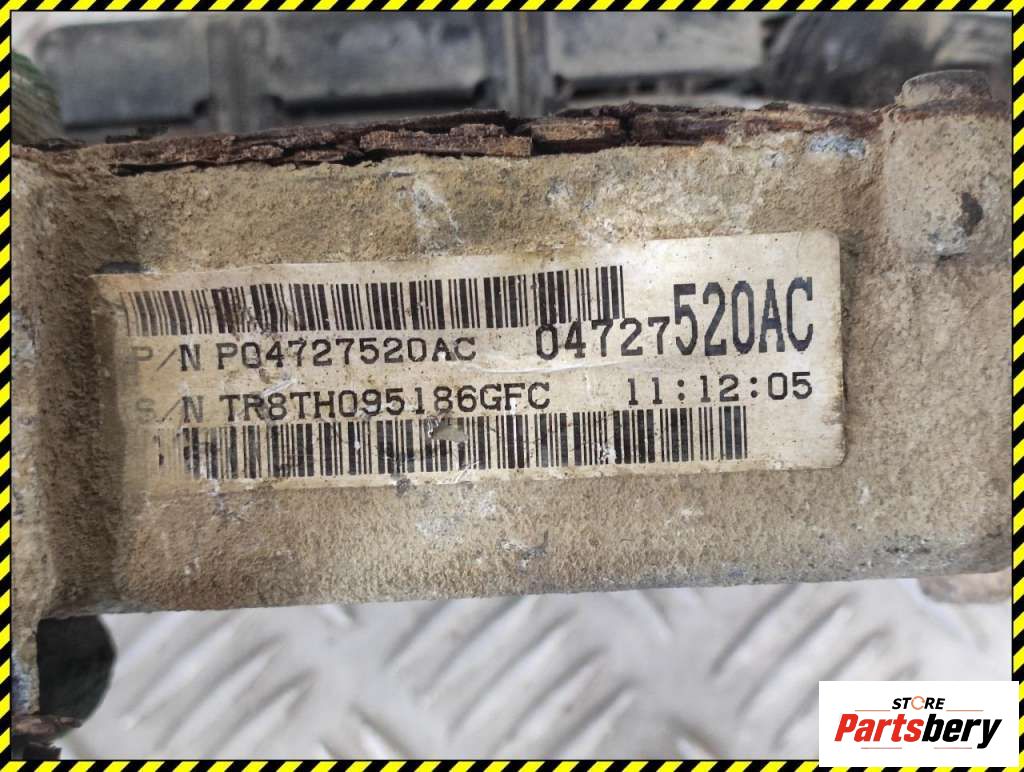 P/N P04727520AC 04727520AC
S/N TR8TH095186GFC 11:12:05
STORE
Partsbery